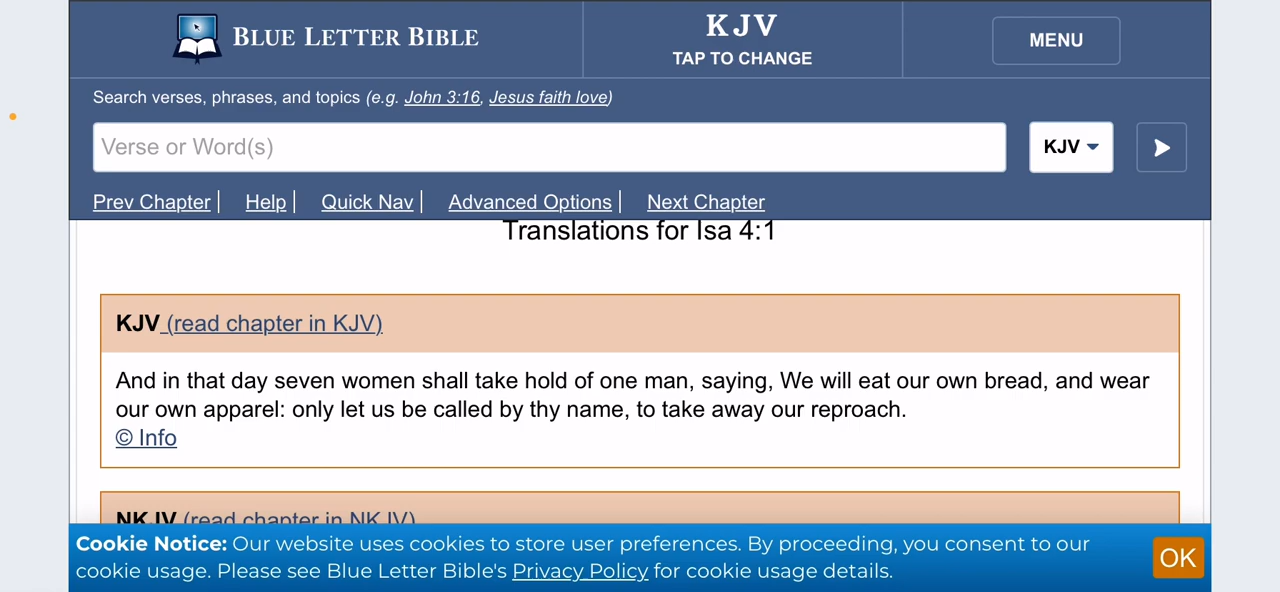 BLUE LETTER BIBLE
KJV
TAP TO CHANGE
MENU
Search verses, phrases, and topics (e.g. John 3:16, Jesus faith love)
Verse or Word(s)
KJV
Prev Chapter | Help | Quick Nav | Advanced Options | Next Chapter
Translations for Isa 4:1
KJV (read chapter in KJV)
And in that day seven women shall take hold of one man, saying, We will eat our own bread, and wear
our own apparel: only let us be called by thy name, to take away our reproach.
© Info
NKJV (read chapter in NKJV)
Cookie Notice: Our website uses cookies to store user preferences. By proceeding, you consent to our
cookie usage. Please see Blue Letter Bible's Privacy Policy for cookie usage details.
OK